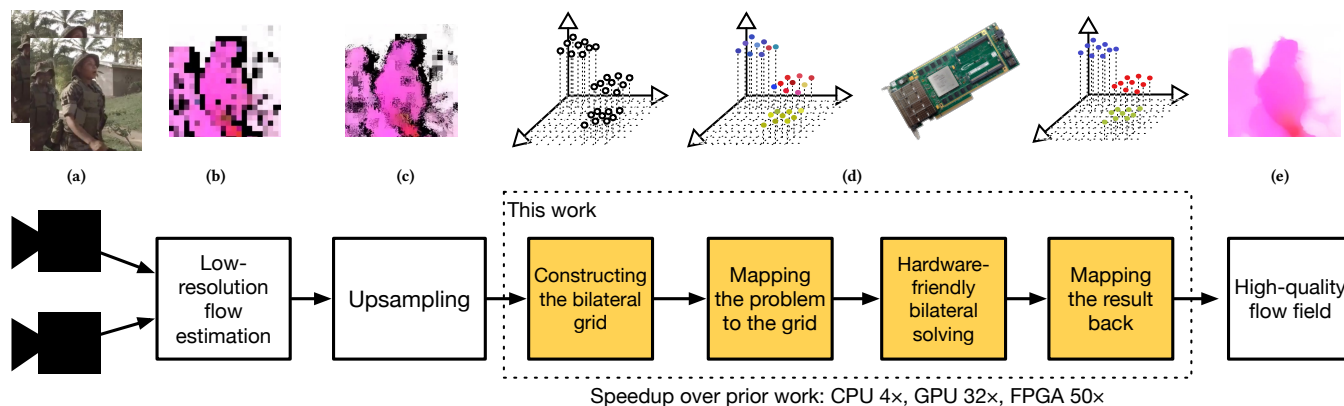 (a)
(b)
(c)
(d)
(e)
This work
Low-
resolution
flow
estimation
Upsampling
Constructing
the bilateral
grid
Mapping
the problem
to the grid
Hardware-
friendly
bilateral
solving
Mapping
the result
back
High-quality
flow field
Speedup over prior work: CPU 4×, GPU 32×, FPGA 50×